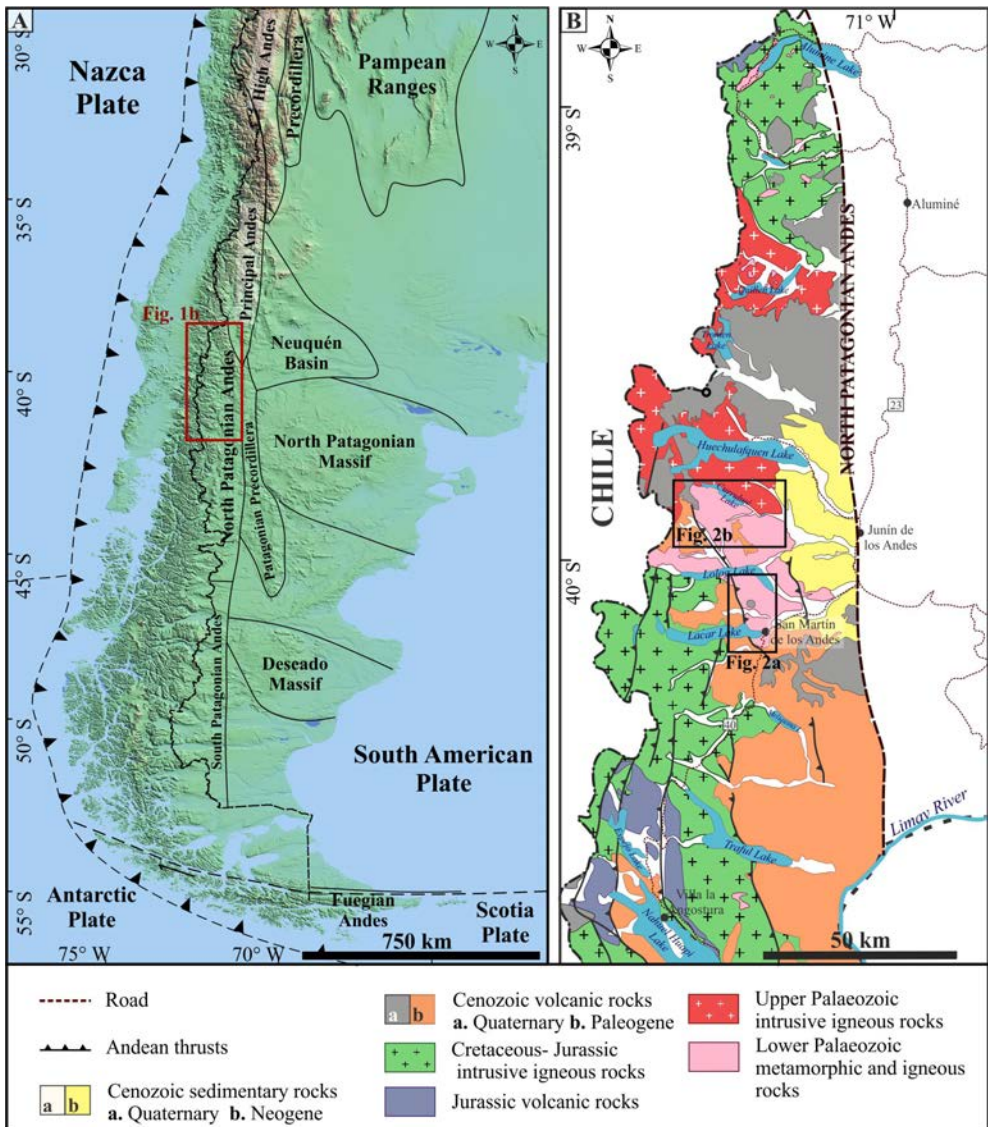 A
N
W
E
S
30° S
35° S
40° S
45° S
50° S
55° S
Nazca
Plate
High Andes
Precordillera
Pampean
Ranges
Principal Andes
Fig. 1b
Neuquén
Basin
North Patagonian Andes
North Patagonian
Massif
Patagonian Precordillera
South Patagonian Andes
Deseado
Massif
South American
Plate
Antarctic
Plate
Fuegian
Andes
Scotia
Plate
75° W
70° W
750 km
B
71° W
N
W
E
S
39° S
40° S
Aluminé
NORTH PATAGONIAN ANDES
23
CHILE
Huechulafquen Lake
Fig. 2b
Junín de
los Andes
Lolog Lake
San Martín
de los Andes
Lacar Lake
Fig. 2a
40
Limay River
Traful Lake
Villa la
Angostura
Nahuel Huapi
Lake
50 km
Road
Andean thrusts
a b
Cenozoic sedimentary rocks
a. Quaternary b. Neogene
a b
Cenozoic volcanic rocks
a. Quaternary b. Paleogene
Cretaceous- Jurassic
intrusive igneous rocks
Jurassic volcanic rocks
Upper Palaeozoic
intrusive igneous rocks
Lower Palaeozoic
metamorphic and igneous
rocks